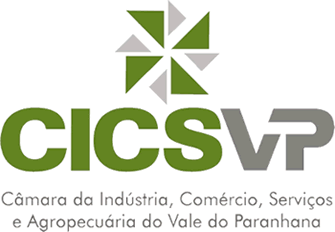 CICSVP
Câmara da Indústria, Comércio, Serviços
e Agropecuária do Vale do Paranhana